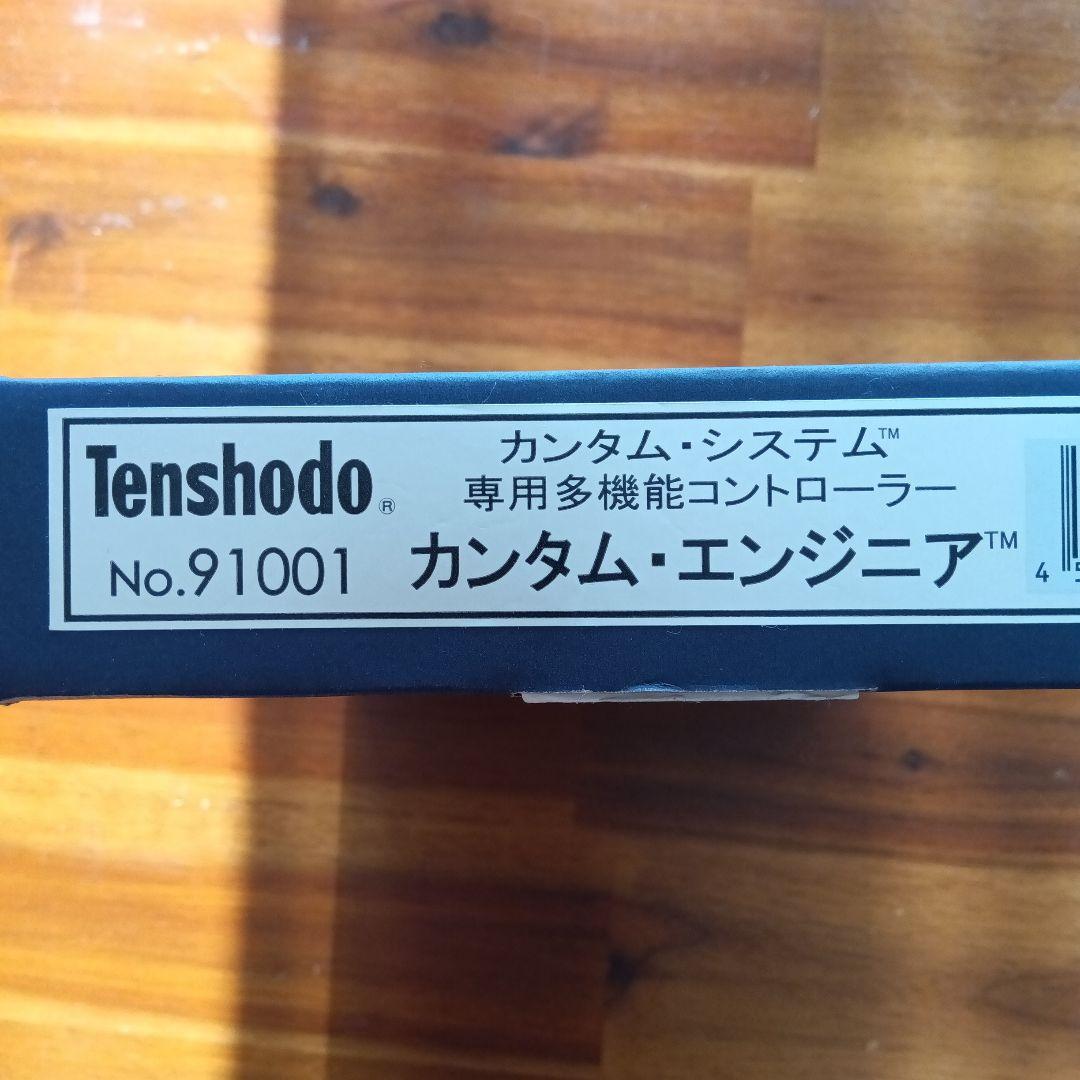 Tenshodo®
No.91001
カンタム・システム™
専用多機能コントローラー
カンタム・エンジニア™
4